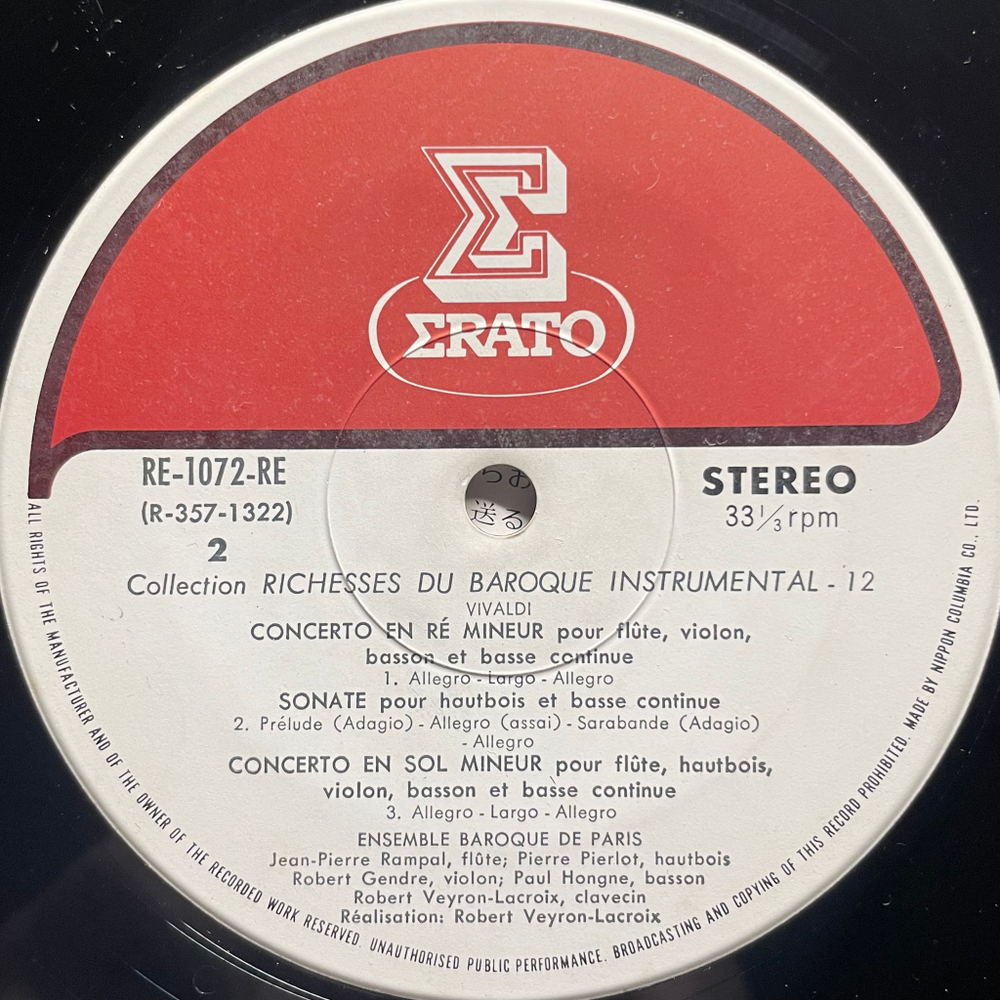 Σ
ΣRATO
RE-1072-RE
(R-357-1322)
2
STEREO
33 1/3 rpm
らお
送る
Collection RICHESSES DU BAROQUE INSTRUMENTAL - 12
VIVALDI
CONCERTO EN RÉ MINEUR pour flûte, violon,
basson et basse continue
1. Allegro - Largo - Allegro
SONATE pour hautbois et basse continue
2. Prélude (Adagio) - Allegro (assai) - Sarabande (Adagio)
- Allegro
CONCERTO EN SOL MINEUR pour flûte, hautbois,
violon, basson et basse continue
3. Allegro - Largo - Allegro
ENSEMBLE BAROQUE DE PARIS
Jean-Pierre Rampal, flûte; Pierre Pierlot, hautbois
Robert Gendre, violon; Paul Hongne, basson
Robert Veyron-Lacroix, clavecin
Réalisation: Robert Veyron-Lacroix
ALL RIGHTS OF THE MANUFACTURER AND OF THE OWNER OF THE RECORDED WORK RESERVED. UNAUTHORISED PUBLIC PERFORMANCE. BROADCASTING AND COPYING OF THIS RECORD PROHIBITED. MADE BY NIPPON COLUMBIA CO., LTD.